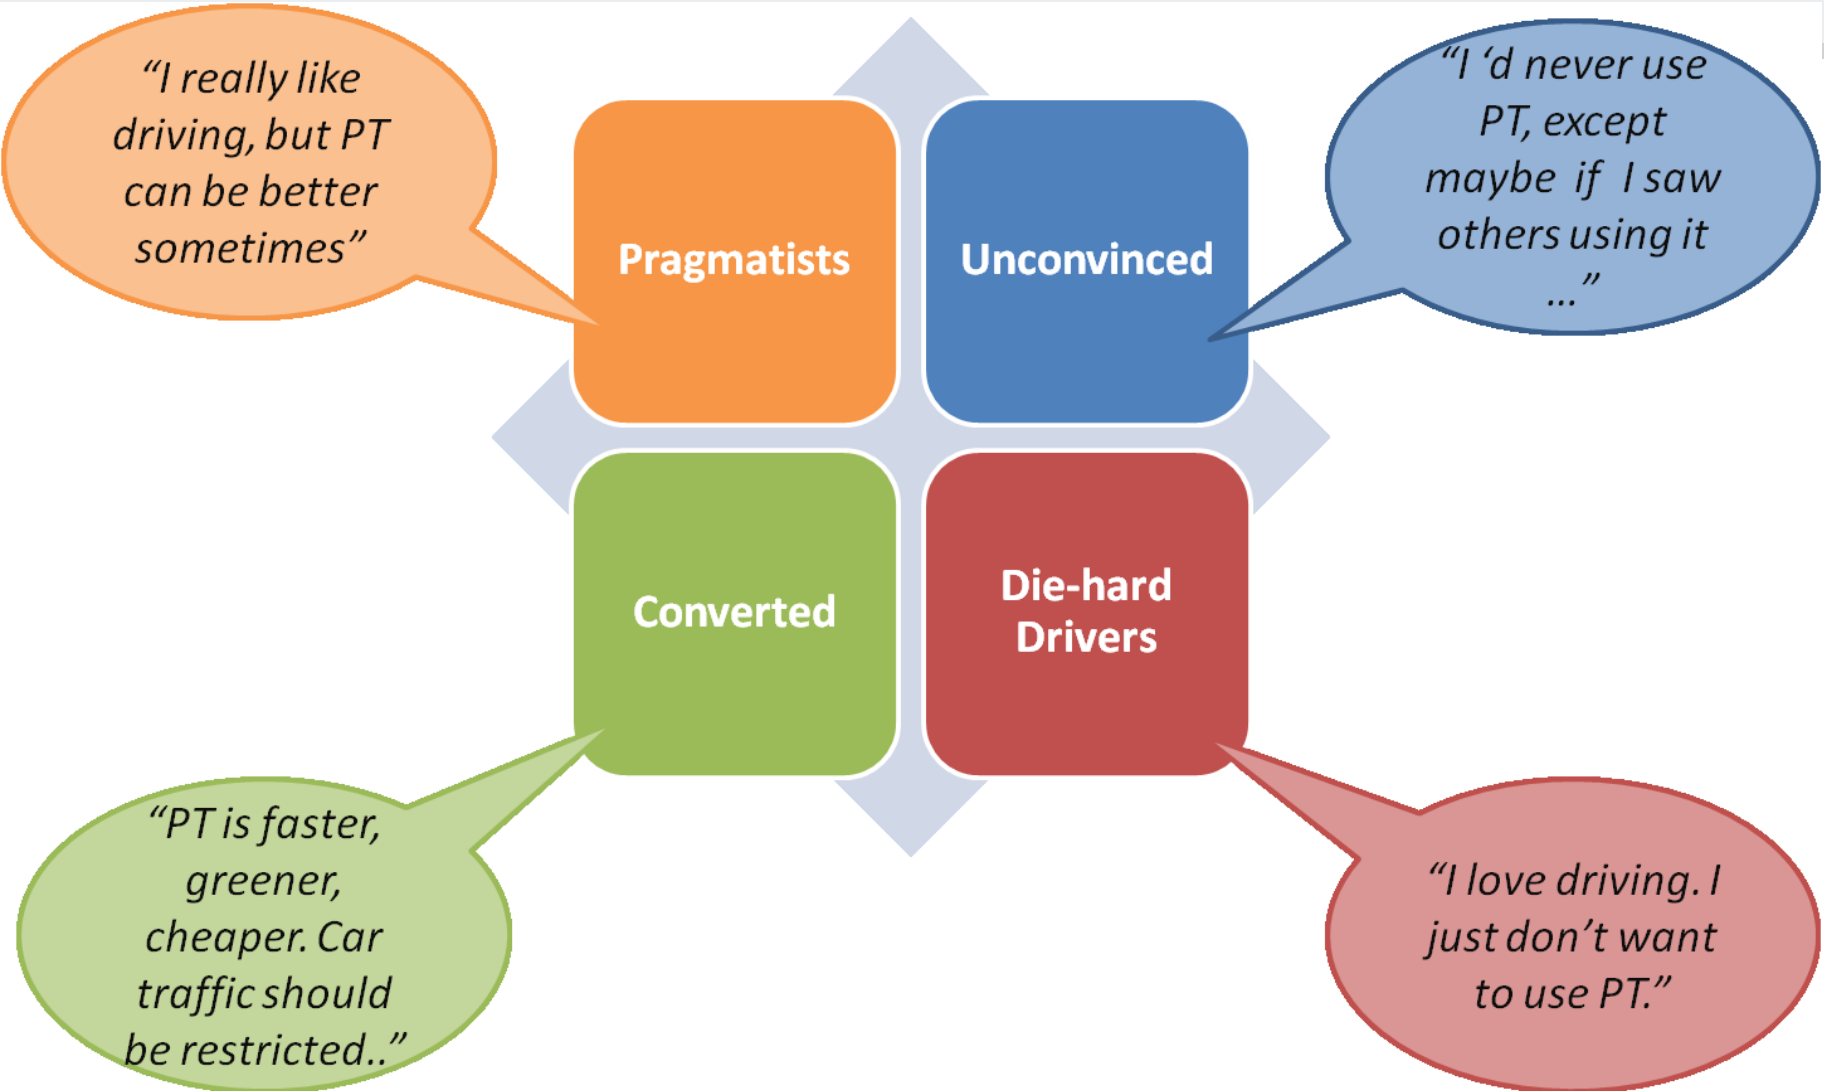 “I really like
driving, but PT
can be better
sometimes”
“I ‘d never use
PT, except
maybe if I saw
others using it
...”
Pragmatists
Unconvinced
Converted
Die-hard
Drivers
“PT is faster,
greener,
cheaper. Car
traffic should
be restricted..”
“I love driving. I
just don’t want
to use PT.”